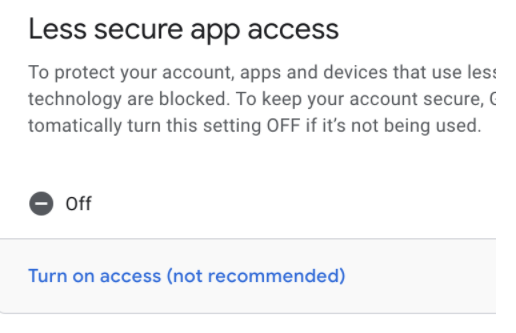 Less secure app access
To protect your account, apps and devices that use less
technology are blocked. To keep your account secure,
tomatically turn this setting OFF if it's not being used.
Off
Turn on access (not recommended)